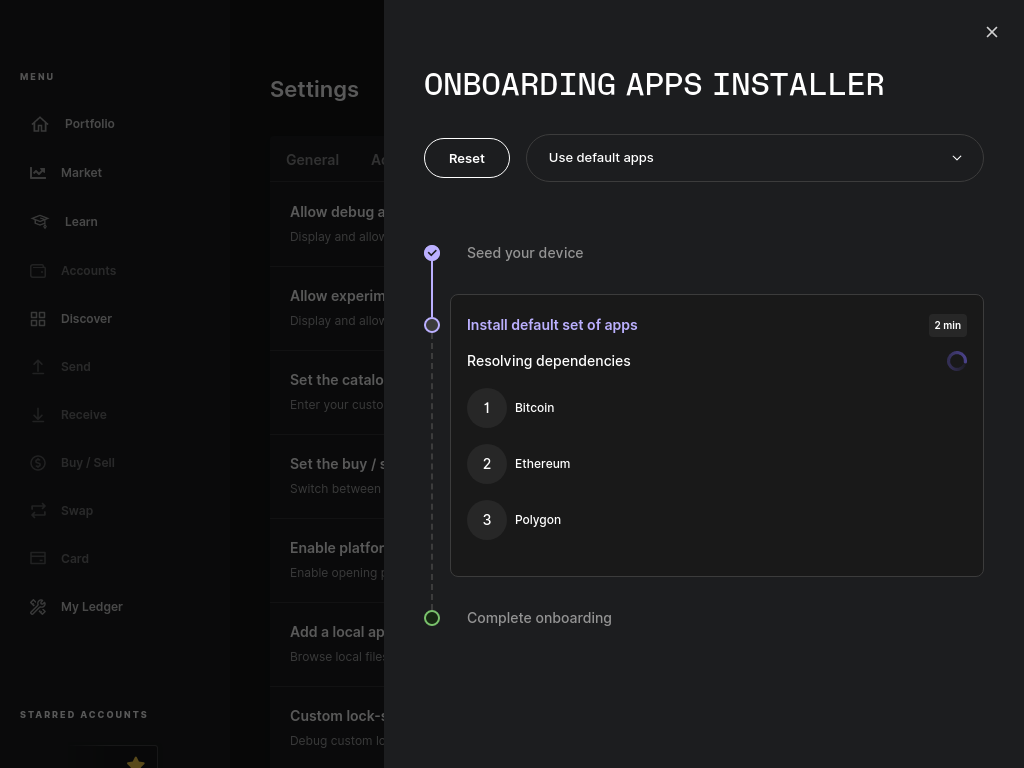 MENU
Portfolio
Market
Learn
Accounts
Discover
Send
Receive
Buy / Sell
Swap
Card
My Ledger
STARRED ACCOUNTS
Settings
General
Allow debug a
Display and allow
Allow experim
Display and allow
Set the catalo
Enter your custo
Set the buy / s
Switch between
Enable platfor
Enable opening p
Add a local ap
Browse local files
Custom lock-s
Debug custom lo
ONBOARDING APPS INSTALLER
Reset
Use default apps
Seed your device
Install default set of apps
2 min
Resolving dependencies
1 Bitcoin
2 Ethereum
3 Polygon
Complete onboarding